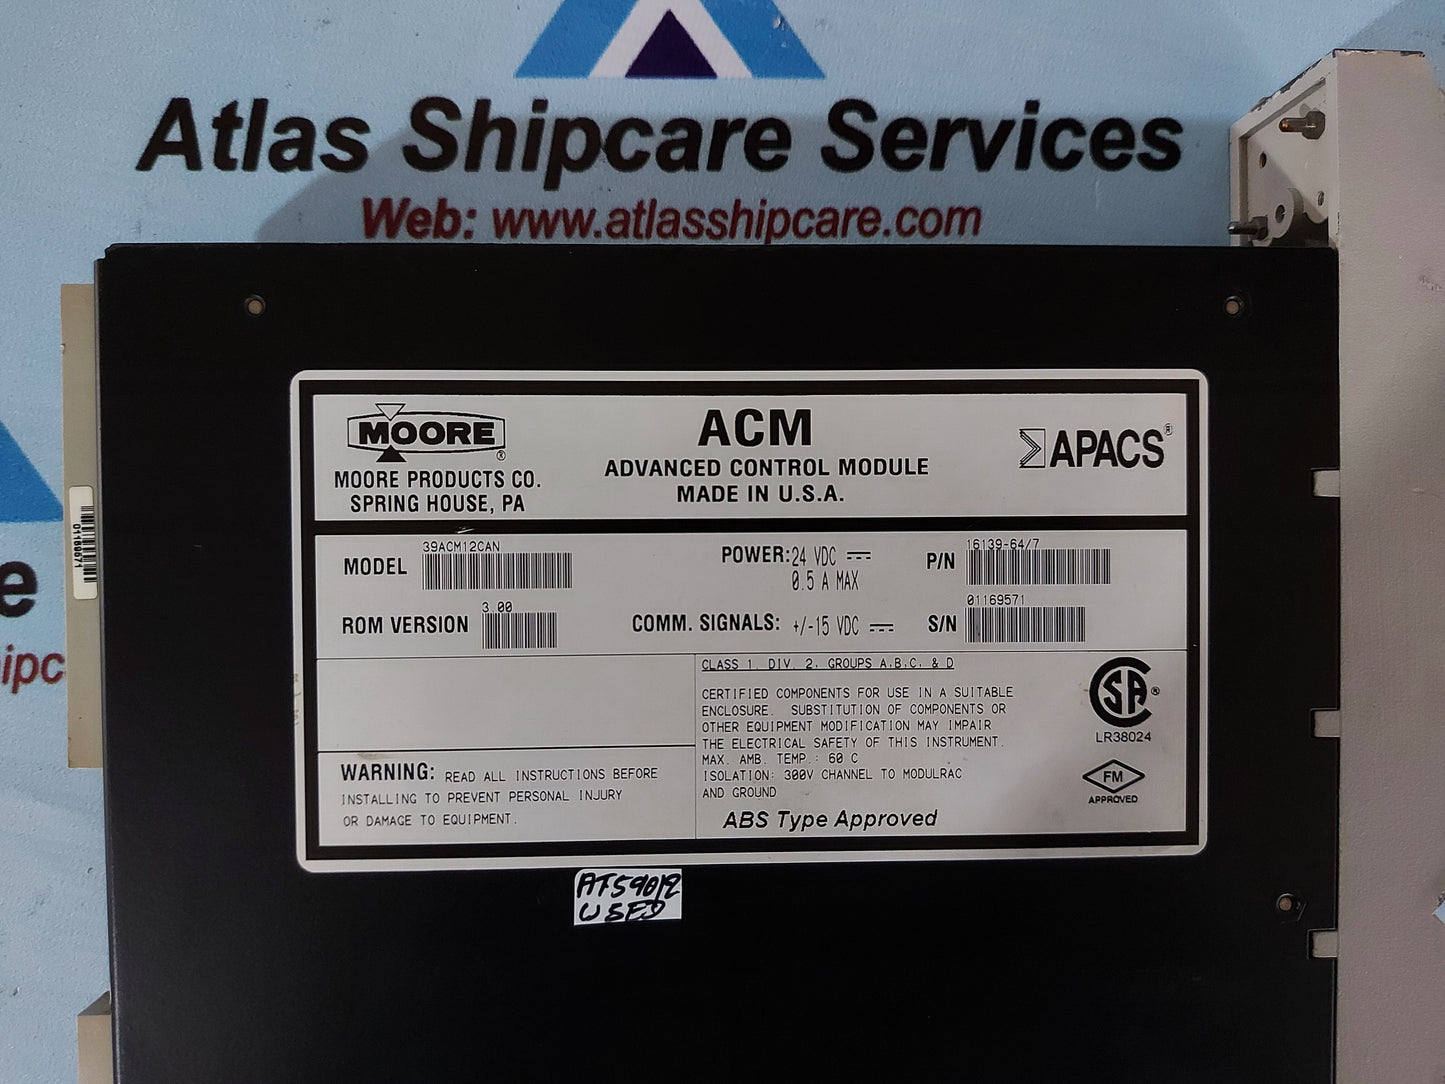 Atlas Shipcare Services
Web: www.atlasshipcare.com
MOORE ®
MOORE PRODUCTS CO.
SPRING HOUSE, PA
ACM
ADVANCED CONTROL MODULE
MADE IN U.S.A.
APACS®
MODEL 39ACM12CAN
POWER: 24 VDC
0.5 A MAX
P/N 16139-64/7
ROM VERSION 3.00
COMM. SIGNALS: +/-15 VDC
S/N 01169571
CLASS 1, DIV. 2, GROUPS A,B,C, & D
CERTIFIED COMPONENTS FOR USE IN A SUITABLE
ENCLOSURE. SUBSTITUTION OF COMPONENTS OR
OTHER EQUIPMENT MODIFICATION MAY IMPAIR
THE ELECTRICAL SAFETY OF THIS INSTRUMENT.
MAX. AMB. TEMP.: 60 C
ISOLATION: 300V CHANNEL TO MODULRAC
AND GROUND
ABS Type Approved
SA ®
LR38024
FM
APPROVED
WARNING: READ ALL INSTRUCTIONS BEFORE
INSTALLING TO PREVENT PERSONAL INJURY
OR DAMAGE TO EQUIPMENT.
AT59012
USED
01169571
e
ipc